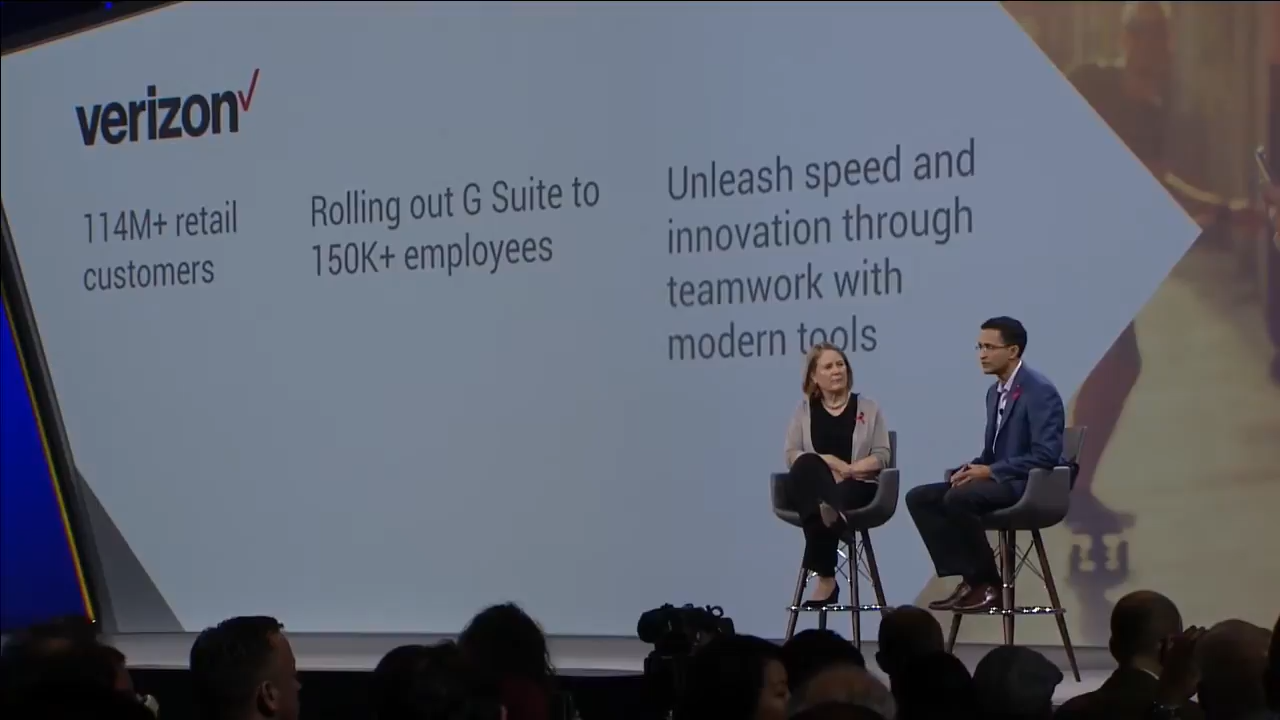 verizon
114M+ retail
customers
Rolling out G Suite to
150K+ employees
Unleash speed and
innovation through
teamwork with
modern tools